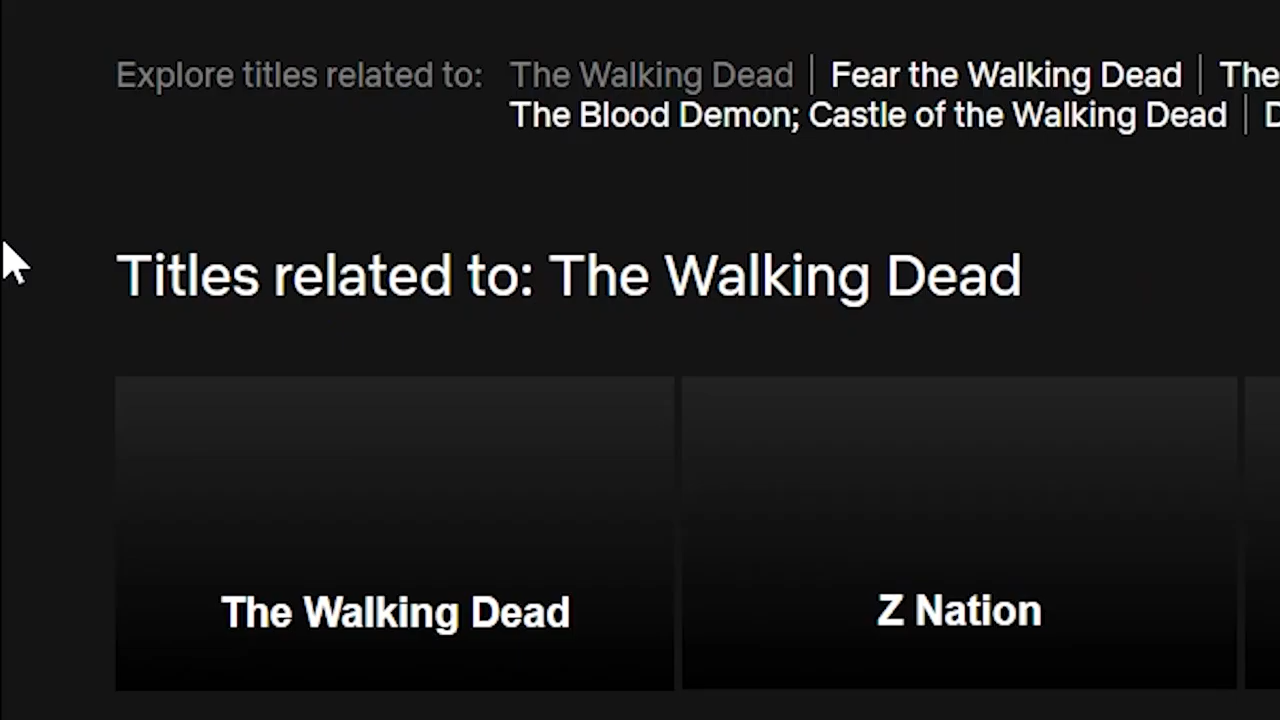 Explore titles related to: The Walking Dead | Fear the Walking Dead | The
The Blood Demon; Castle of the Walking Dead |
Titles related to: The Walking Dead
The Walking Dead
Z Nation